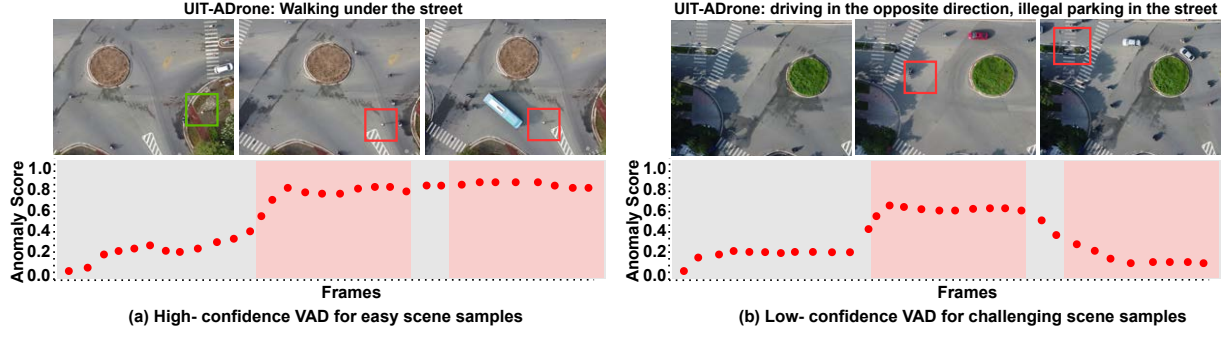 UIT-ADrone: Walking under the street
UIT-ADrone: driving in the opposite direction, illegal parking in the street
Anomaly Score
1.0
0.8
0.6
0.4
0.2
0.0
Anomaly Score
1.0
0.8
0.6
0.4
0.2
0.0
Frames
Frames
(a) High- confidence VAD for easy scene samples
(b) Low- confidence VAD for challenging scene samples